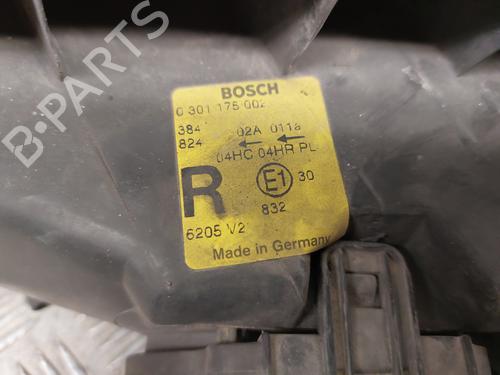 BOSCH
0 301 175 002
384 02A 011a
824 ← ←
04HC 04HR PL
R E1 30
832
6205 V2
Made in Germany
B-PARTS